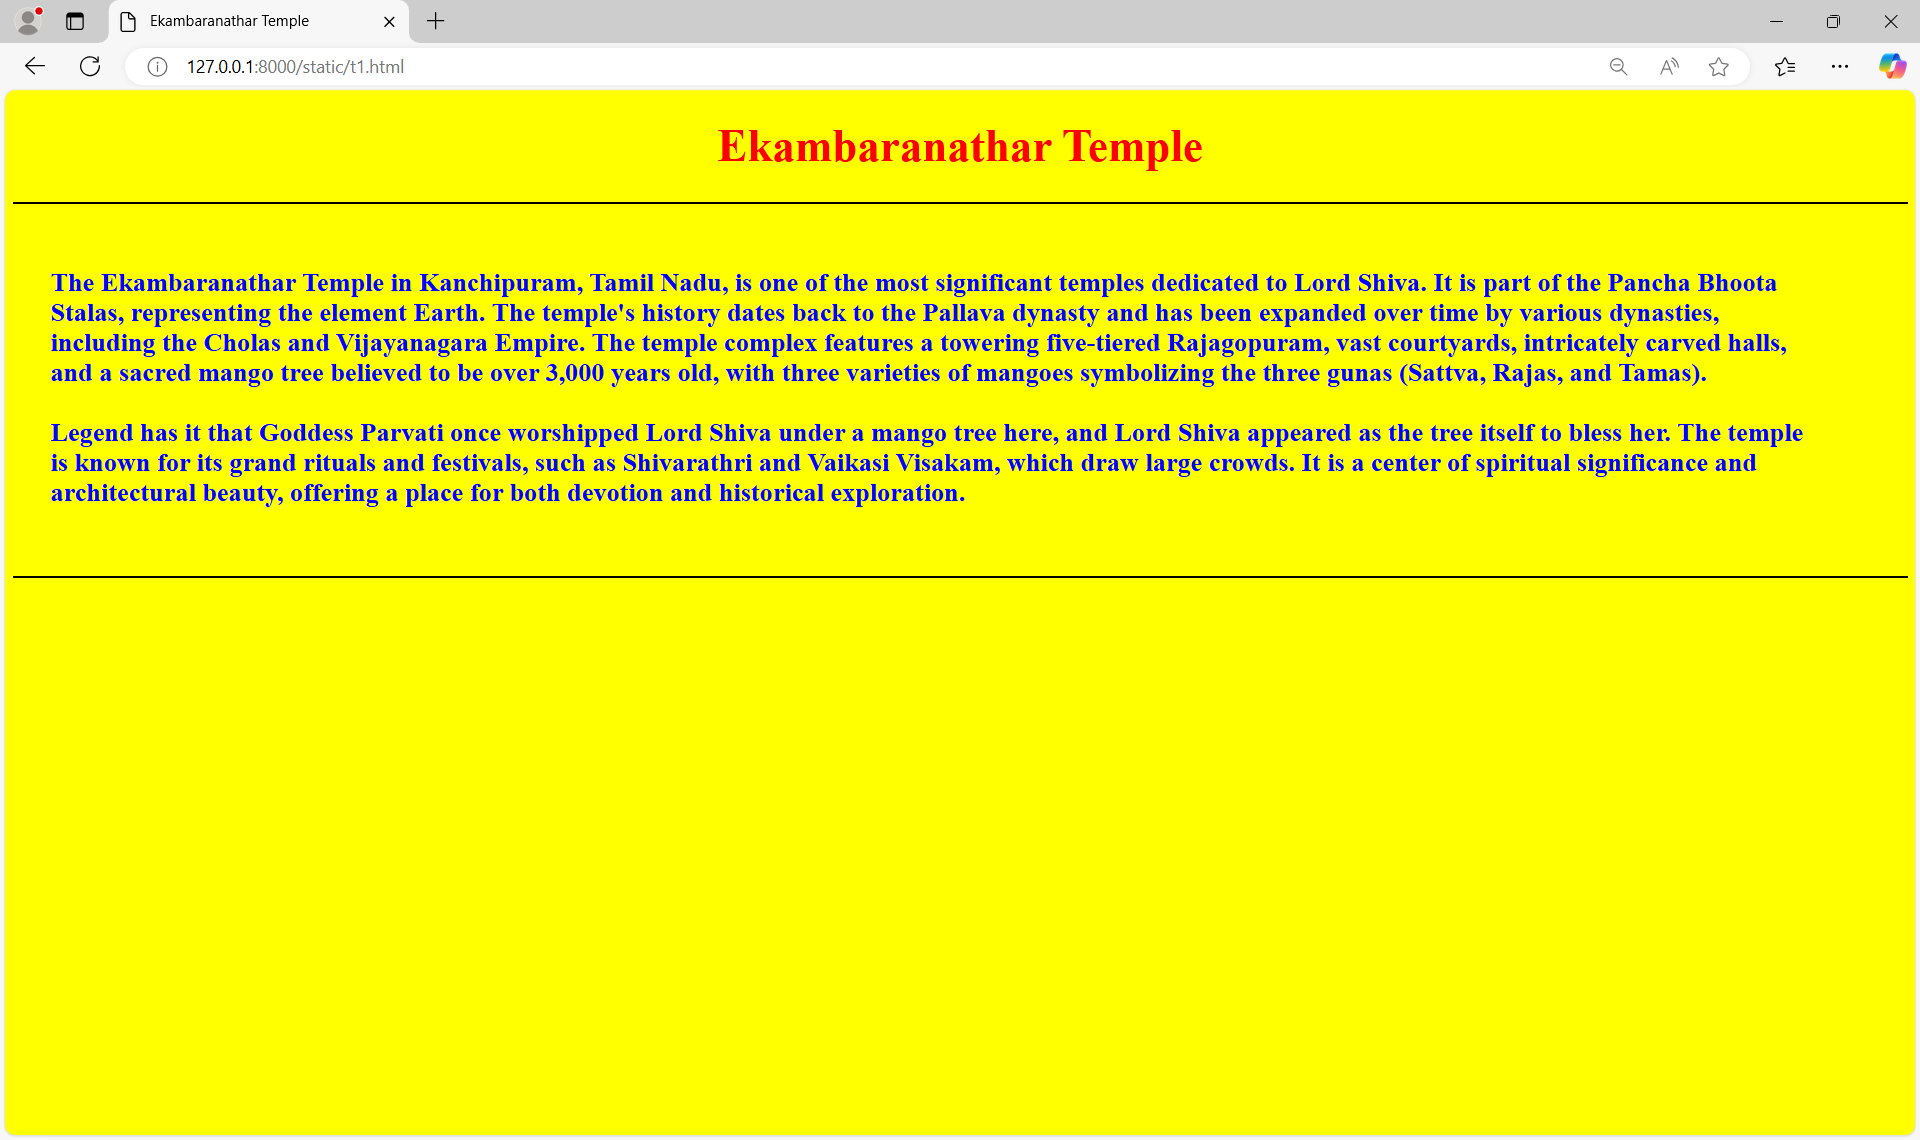 Ekambaranathar Temple
127.0.0.1:8000/static/t1.html
Ekambaranathar Temple
The Ekambaranathar Temple in Kanchipuram, Tamil Nadu, is one of the most significant temples dedicated to Lord Shiva. It is part of the Pancha Bhoota
Stalas, representing the element Earth. The temple's history dates back to the Pallava dynasty and has been expanded over time by various dynasties,
including the Cholas and Vijayanagara Empire. The temple complex features a towering five-tiered Rajagopuram, vast courtyards, intricately carved halls,
and a sacred mango tree believed to be over 3,000 years old, with three varieties of mangoes symbolizing the three gunas (Sattva, Rajas, and Tamas).
Legend has it that Goddess Parvati once worshipped Lord Shiva under a mango tree here, and Lord Shiva appeared as the tree itself to bless her. The temple
is known for its grand rituals and festivals, such as Shivarathri and Vaikasi Visakam, which draw large crowds. It is a center of spiritual significance and
architectural beauty, offering a place for both devotion and historical exploration.